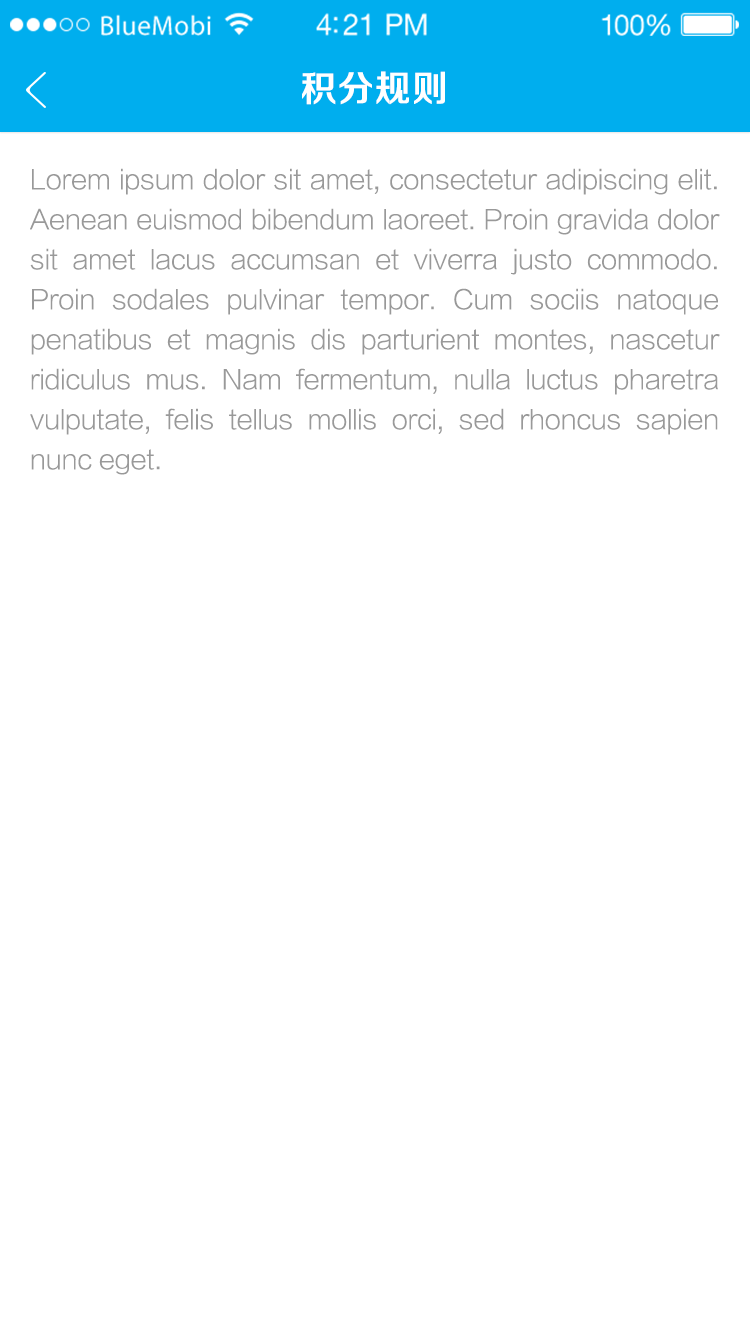 BlueMobi 4:21 PM 100%
积分规则
Lorem ipsum dolor sit amet, consectetur adipiscing elit.
Aenean euismod bibendum laoreet. Proin gravida dolor
sit amet lacus accumsan et viverra justo commodo.
Proin sodales pulvinar tempor. Cum sociis natoque
penatibus et magnis dis parturient montes, nascetur
ridiculus mus. Nam fermentum, nulla luctus pharetra
vulputate, felis tellus mollis orci, sed rhoncus sapien
nunc eget.